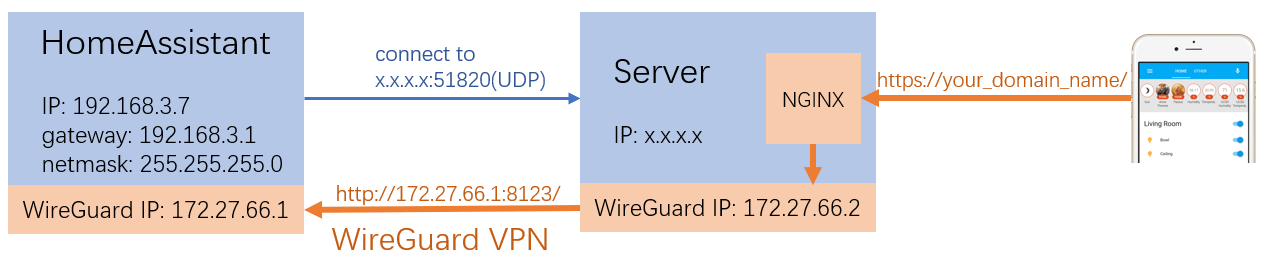 HomeAssistant
IP: 192.168.3.7
gateway: 192.168.3.1
netmask: 255.255.255.0
WireGuard IP: 172.27.66.1
connect to
x.x.x.x:51820(UDP)
http://172.27.66.1:8123/
WireGuard VPN
Server
IP: x.x.x.x
NGINX
WireGuard IP: 172.27.66.2
https://your_domain_name/
HOME OTHER
Living Room
Bowl
Ceiling